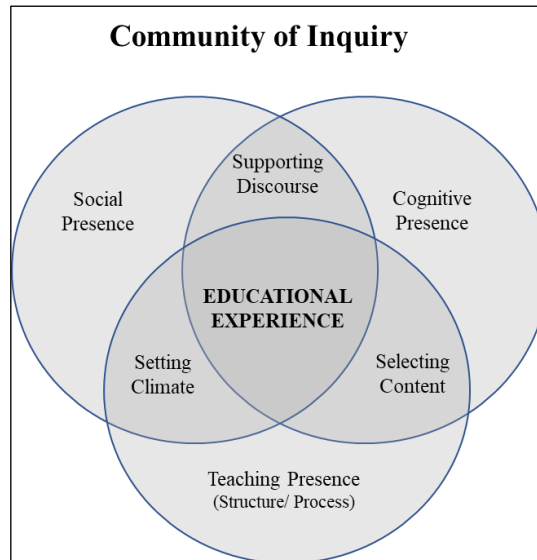 Community of Inquiry
Supporting
Discourse
Social
Presence
Cognitive
Presence
EDUCATIONAL
EXPERIENCE
Setting
Climate
Selecting
Content
Teaching Presence
(Structure/ Process)